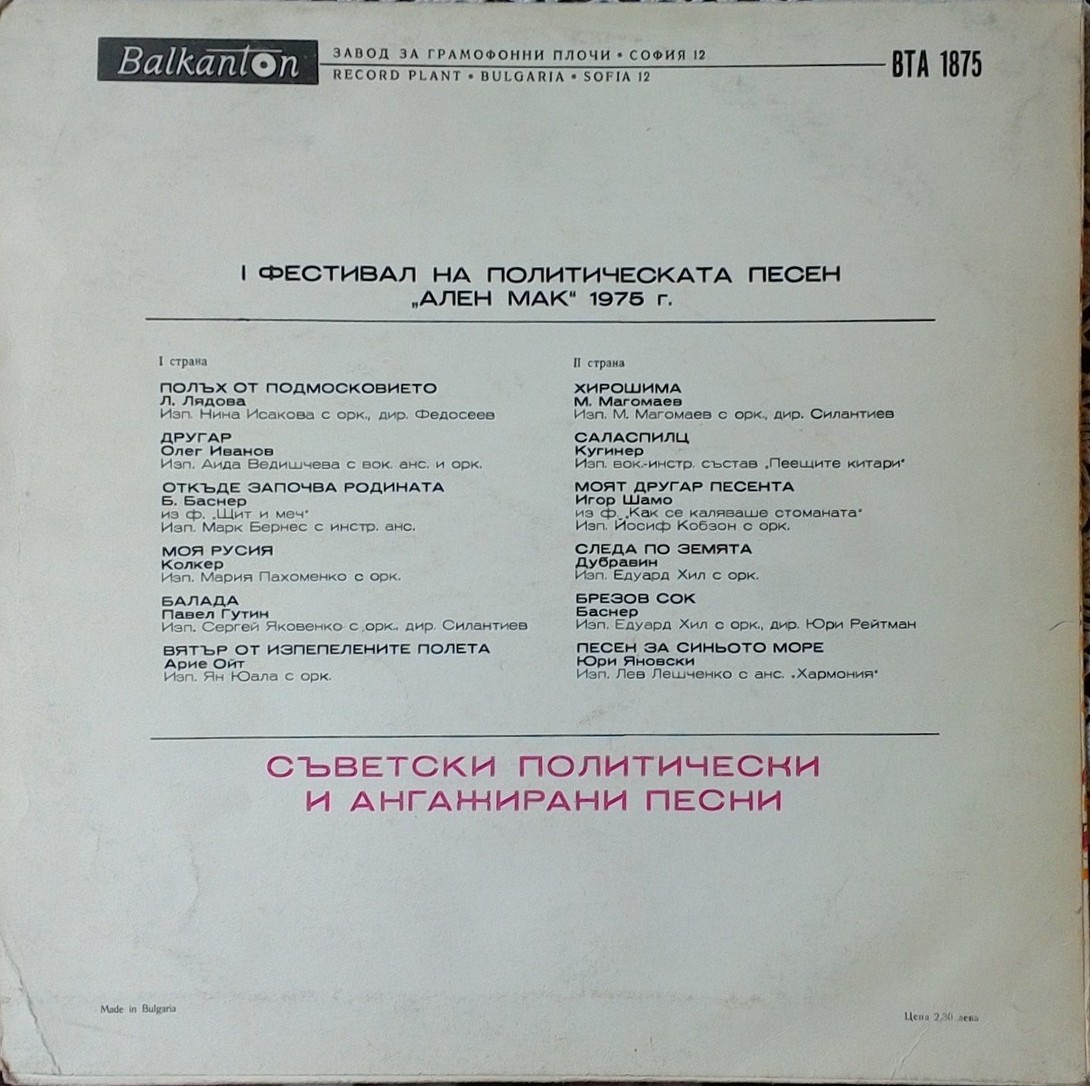 Balkanton
ЗАВОД ЗА ГРАМОФОННИ ПЛОЧИ • СОФИЯ 12
RECORD PLANT • BULGARIA • SOFIA 12
ВТА 1875
I ФЕСТИВАЛ НА ПОЛИТИЧЕСКАТА ПЕСЕН
„АЛЕН МАК“ 1975 г.
I страна
ПОЛЪХ ОТ ПОДМОСКОВИЕТО
Л. Лядова
Изп. Нина Исакова с орк., дир. Федосеев
ДРУГАР
Олег Иванов
Изп. Аида Ведишчева с вок. анс. и орк.
ОТКЪДЕ ЗАПОЧВА РОДИНАТА
Б. Баснер
из ф. „Щит и меч“
Изп. Марк Бернес с инстр. анс.
МОЯ РУСИЯ
Колкер
Изп. Мария Пахоменко с орк.
БАЛАДА
Павел Гутин
Изп. Сергей Яковенко с орк., дир. Силантиев
ВЯТЪР ОТ ИЗПЕПЕЛЕНИТЕ ПОЛЕТА
Арие Ойт
Изп. Ян Юала с орк.
II страна
ХИРОШИМА
М. Магомаев
Изп. М. Магомаев с орк., дир. Силантиев
САЛАСПИЛЦ
Кугинер
Изп. вок.-инстр. състав „Пеещите китари“
МОЯТ ДРУГАР ПЕСЕНТА
Игор Шамо
из ф. „Как се каляваше стоманата“
Изп. Йосиф Кобзон с орк.
СЛЕДА ПО ЗЕМЯТА
Дубравин
Изп. Едуард Хил с орк.
БРЕЗОВ СОК
Баснер
Изп. Едуард Хил с орк., дир. Юри Рейтман
ПЕСЕН ЗА СИНЬОТО МОРЕ
Юри Яновски
Изп. Лев Лешченко с анс. „Хармония“
СЪВЕТСКИ ПОЛИТИЧЕСКИ
И АНГАЖИРАНИ ПЕСНИ
Made in Bulgaria
Цена 2,30 лева